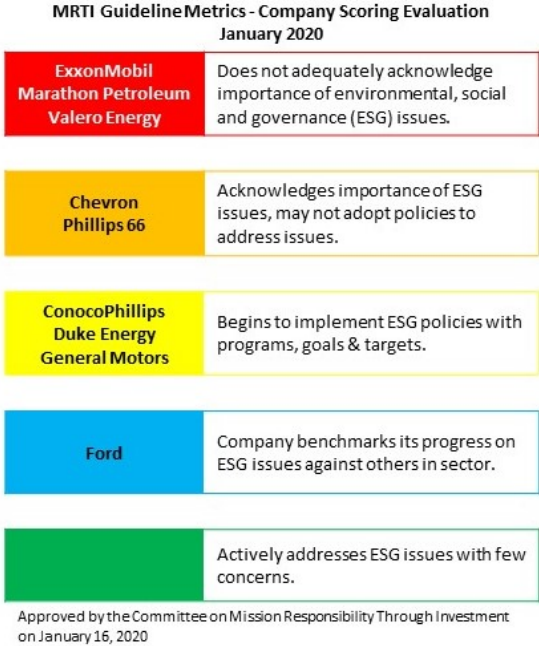 MRTI Guideline Metrics - Company Scoring Evaluation
January 2020
ExxonMobil
Marathon Petroleum
Valero Energy
Does not adequately acknowledge
importance of environmental, social
and governance (ESG) issues.
Chevron
Phillips 66
Acknowledges importance of ESG
issues, may not adopt policies to
address issues.
ConocoPhillips
Duke Energy
General Motors
Begins to implement ESG policies with
programs, goals & targets.
Ford
Company benchmarks its progress on
ESG issues against others in sector.
Actively addresses ESG issues with few
concerns.
Approved by the Committee on Mission Responsibility Through Investment
on January 16, 2020